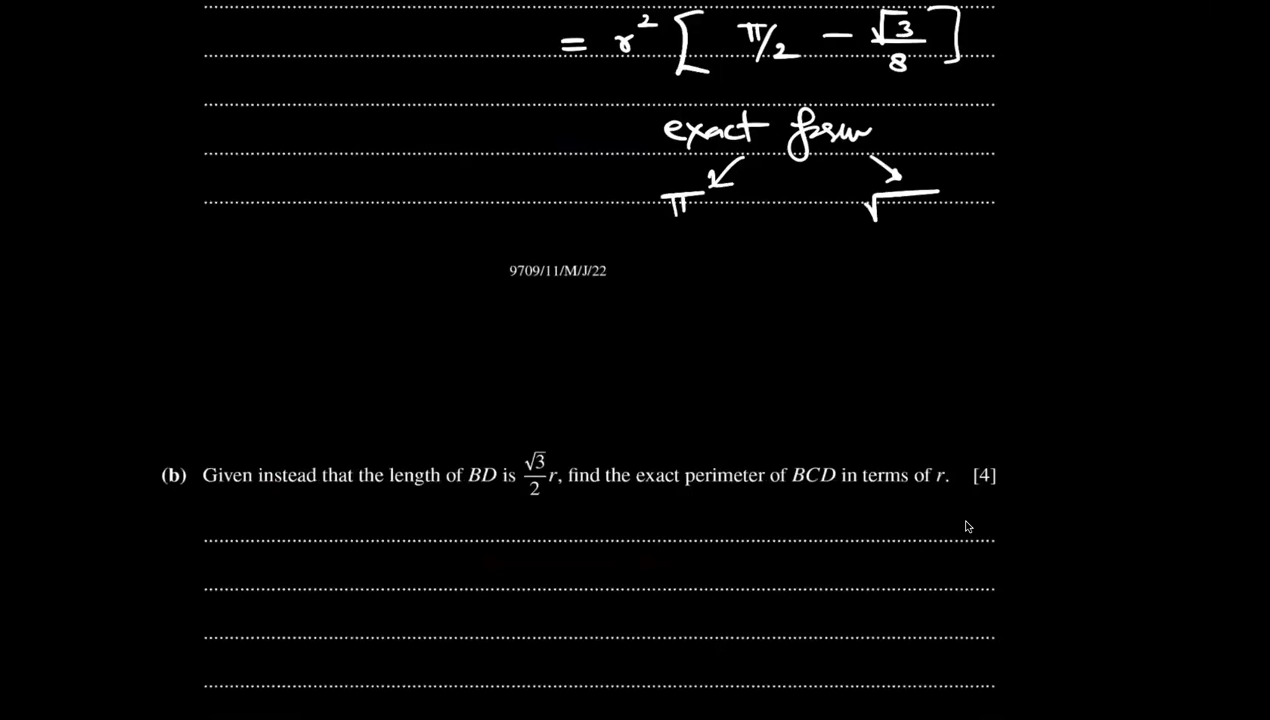 = r² [ π/2 − √3/8 ]
exact form
π √
9709/11/M/J/22
(b) Given instead that the length of BD is √3/2 r, find the exact perimeter of BCD in terms of r. [4]